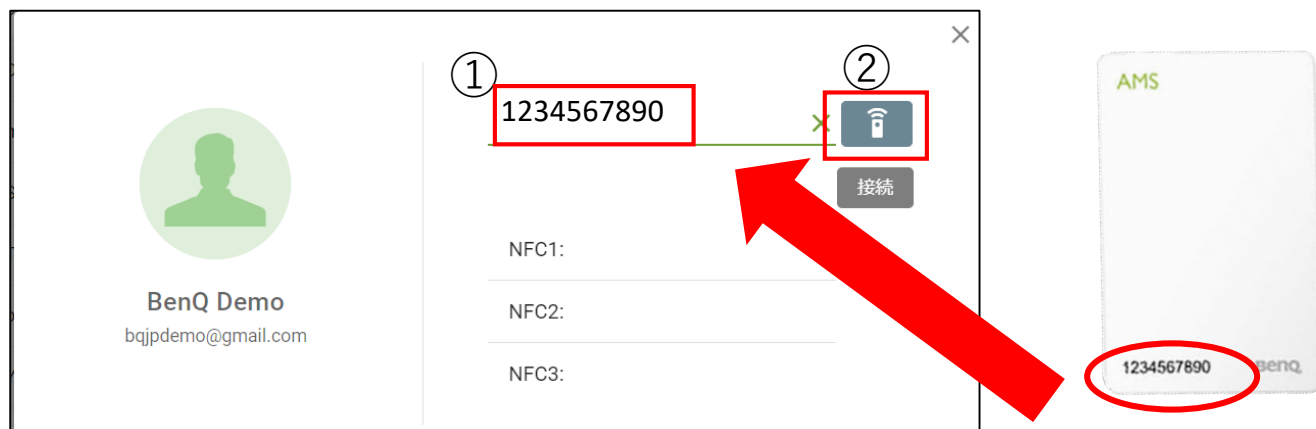 ①
1234567890
②
接続
NFC1:
NFC2:
NFC3:
BenQ Demo
bqjpdemo@gmail.com
AMS
1234567890 BenQ